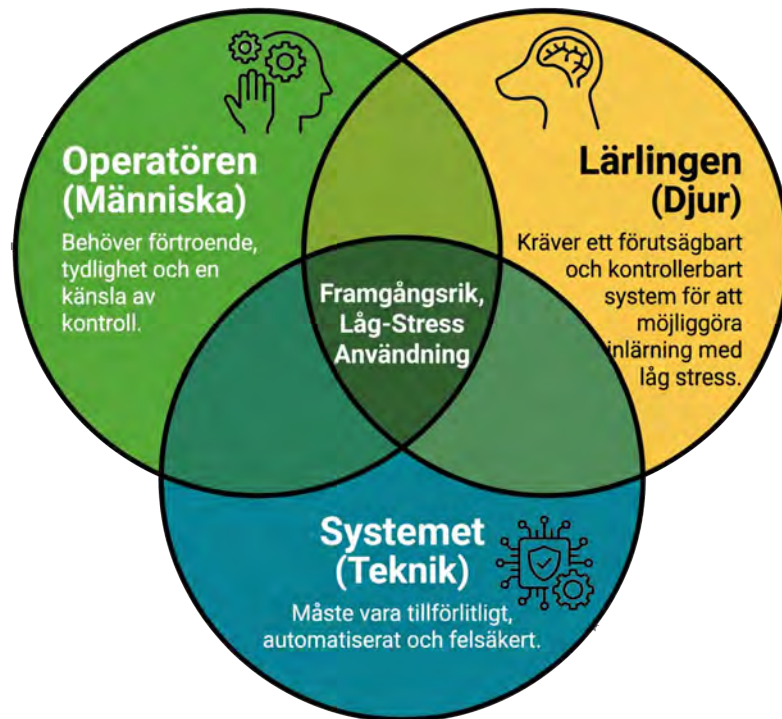 Operatören
(Människa)
Behöver förtroende,
tydlighet och en
känsla av
kontroll.
Lärlingen
(Djur)
Kräver ett förutsägbart
och kontrollerbart
system för att
möjliggöra
inlärning med
låg stress.
Framgångsrik,
Låg-Stress
Användning
Systemet
(Teknik)
Måste vara tillförlitligt,
automatiserat och felsäkert.